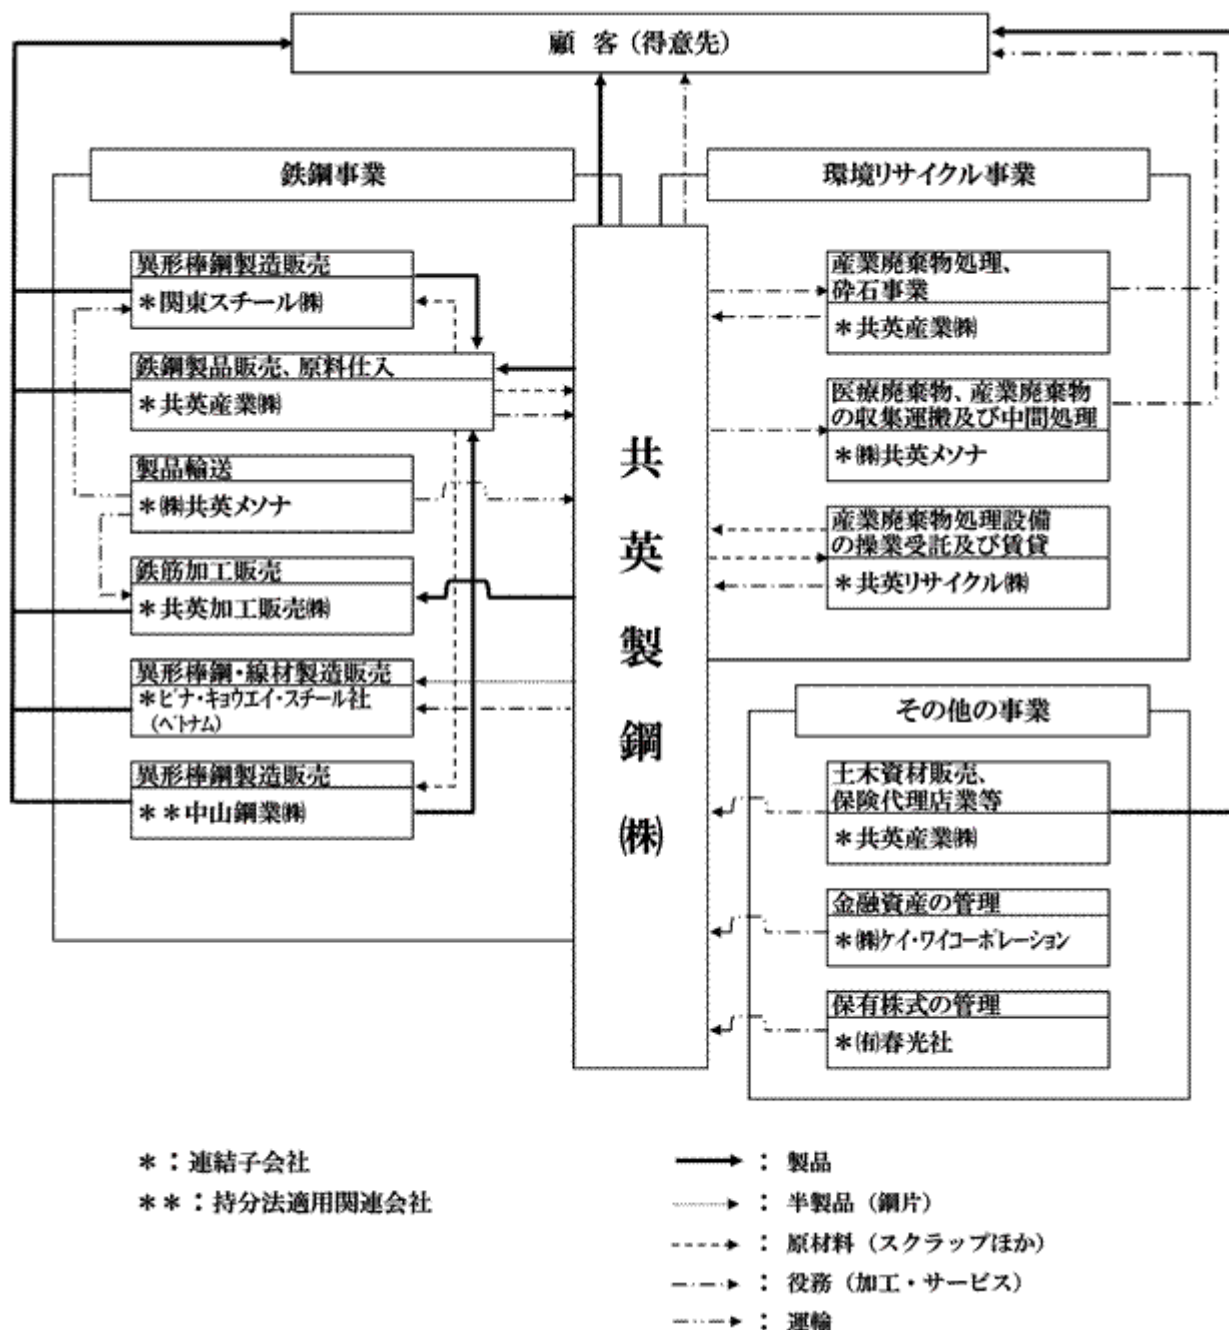 顧 客（得意先）
鉄鋼事業
異形棒鋼製造販売
＊関東スチール㈱
鉄鋼製品販売、原料仕入
＊共英産業㈱
製品輸送
＊㈱共英メソナ
鉄筋加工販売
＊共英加工販売㈱
異形棒鋼・線材製造販売
＊ビナ・キョウエイ・スチール社
（ベトナム）
異形棒鋼製造販売
＊＊中山鋼業㈱
共英製鋼㈱
環境リサイクル事業
産業廃棄物処理、
砕石事業
＊共英産業㈱
医療廃棄物、産業廃棄物
の収集運搬及び中間処理
＊㈱共英メソナ
産業廃棄物処理設備
の操業受託及び賃貸
＊共英リサイクル㈱
その他の事業
土木資材販売、
保険代理店業等
＊共英産業㈱
金融資産の管理
＊㈱ケイ・ワイコーポレーション
保有株式の管理
＊㈲春光社
＊：連結子会社
＊＊：持分法適用関連会社
：製品
：半製品（鋼片）
：原材料（スクラップほか）
：役務（加工・サービス）
：運輸